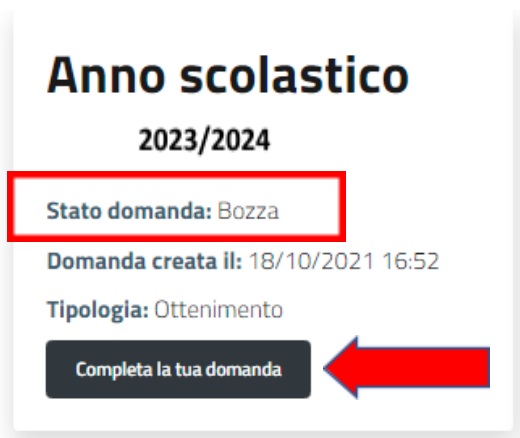 Anno scolastico
2023/2024
Stato domanda: Bozza
Domanda creata il: 18/10/2021 16:52
Tipologia: Ottenimento
Completa la tua domanda